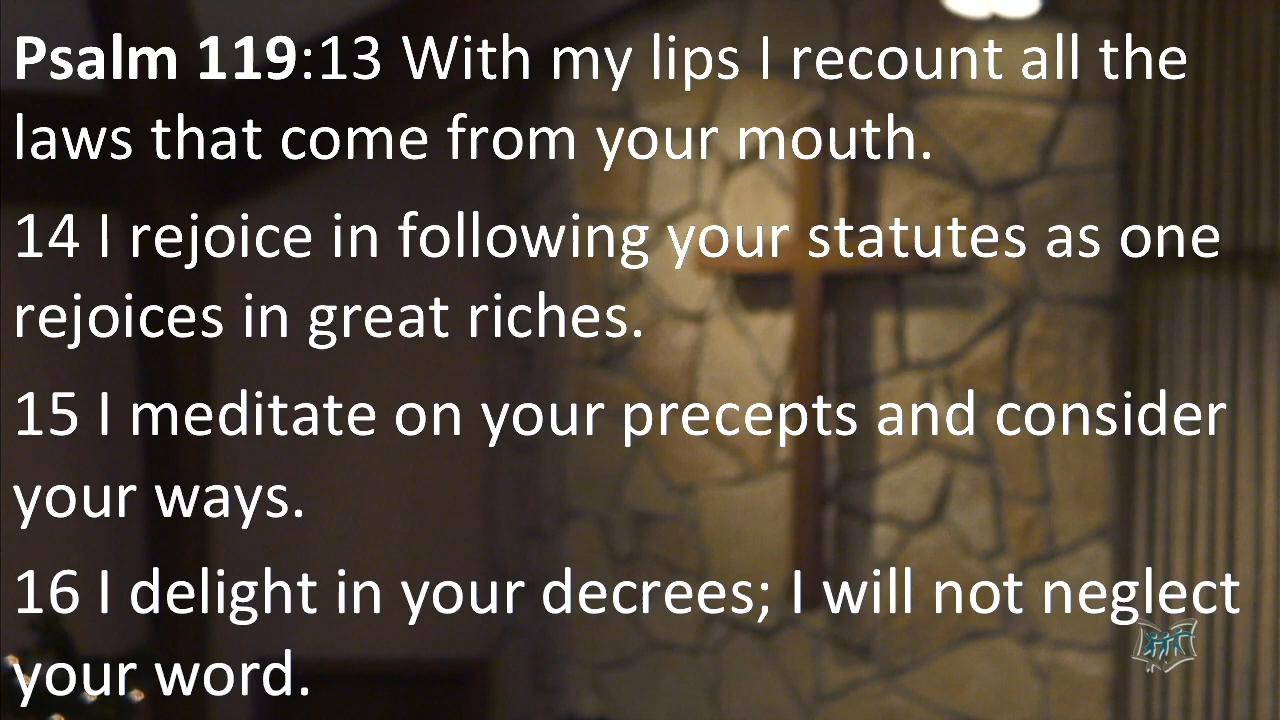 Psalm 119:13 With my lips I recount all the
laws that come from your mouth.
14 I rejoice in following your statutes as one
rejoices in great riches.
15 I meditate on your precepts and consider
your ways.
16 I delight in your decrees; I will not neglect
your word.